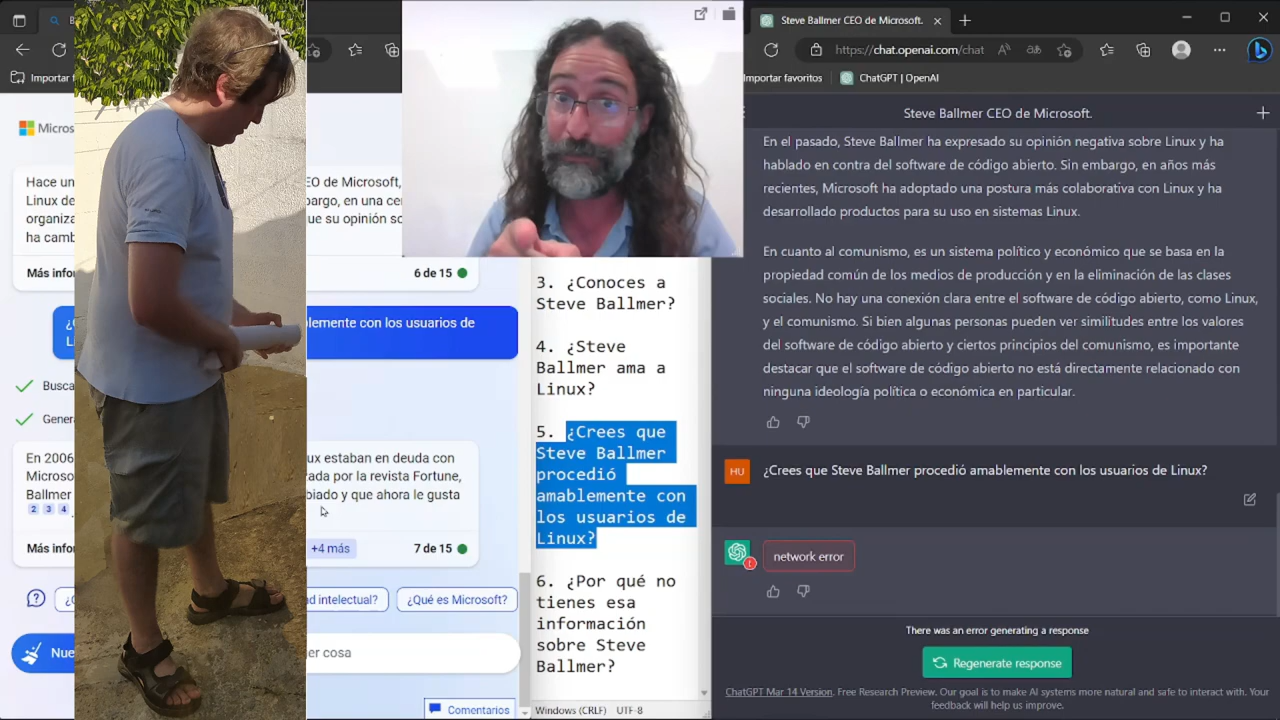 B
Importar f
Micros
Hace un
Linux de
organiza
ha camb
EO de Microsoft,
bargo, en una
que su opinión
Más infor
6 de 15
¿
Li
blemente con los usuarios de
Busca
Gener
En 2006
Microso
Ballmer
2 3 4
ux estaban en deuda con
zada por la revista Fortune,
biado y que ahora le gusta
Más infor
+4 más
7 de 15
d intelectual?
¿Qué es Microsoft?
Nue
er cosa
Comentarios
3. ¿Conoces a
Steve Ballmer?
4. ¿Steve
Ballmer ama a
Linux?
5. ¿Crees que
Steve Ballmer
procedió
amablemente con
los usuarios de
Linux?
6. ¿Por qué no
tienes esa
información
sobre Steve
Ballmer?
Windows (CRLF) UTF-8
Steve Ballmer CEO de Microsoft.
https://chat.openai.com/chat
mportar favoritos
ChatGPT | OpenAI
Steve Ballmer CEO de Microsoft.
En el pasado, Steve Ballmer ha expresado su opinión negativa sobre Linux y ha
hablado en contra del software de código abierto. Sin embargo, en años más
recientes, Microsoft ha adoptado una postura más colaborativa con Linux y ha
desarrollado productos para su uso en sistemas Linux.
En cuanto al comunismo, es un sistema político y económico que se basa en la
propiedad común de los medios de producción y en la eliminación de las clases
sociales. No hay una conexión clara entre el software de código abierto, como Linux,
y el comunismo. Si bien algunas personas pueden ver similitudes entre los valores
del software de código abierto y ciertos principios del comunismo, es importante
destacar que el software de código abierto no está directamente relacionado con
ninguna ideología política o económica en particular.
HU
¿Crees que Steve Ballmer procedió amablemente con los usuarios de Linux?
network error
There was an error generating a response
Regenerate response
ChatGPT Mar 14 Version. Free Research Preview. Our goal is to make AI systems more natural and safe to interact with. Your
feedback will help us improve.